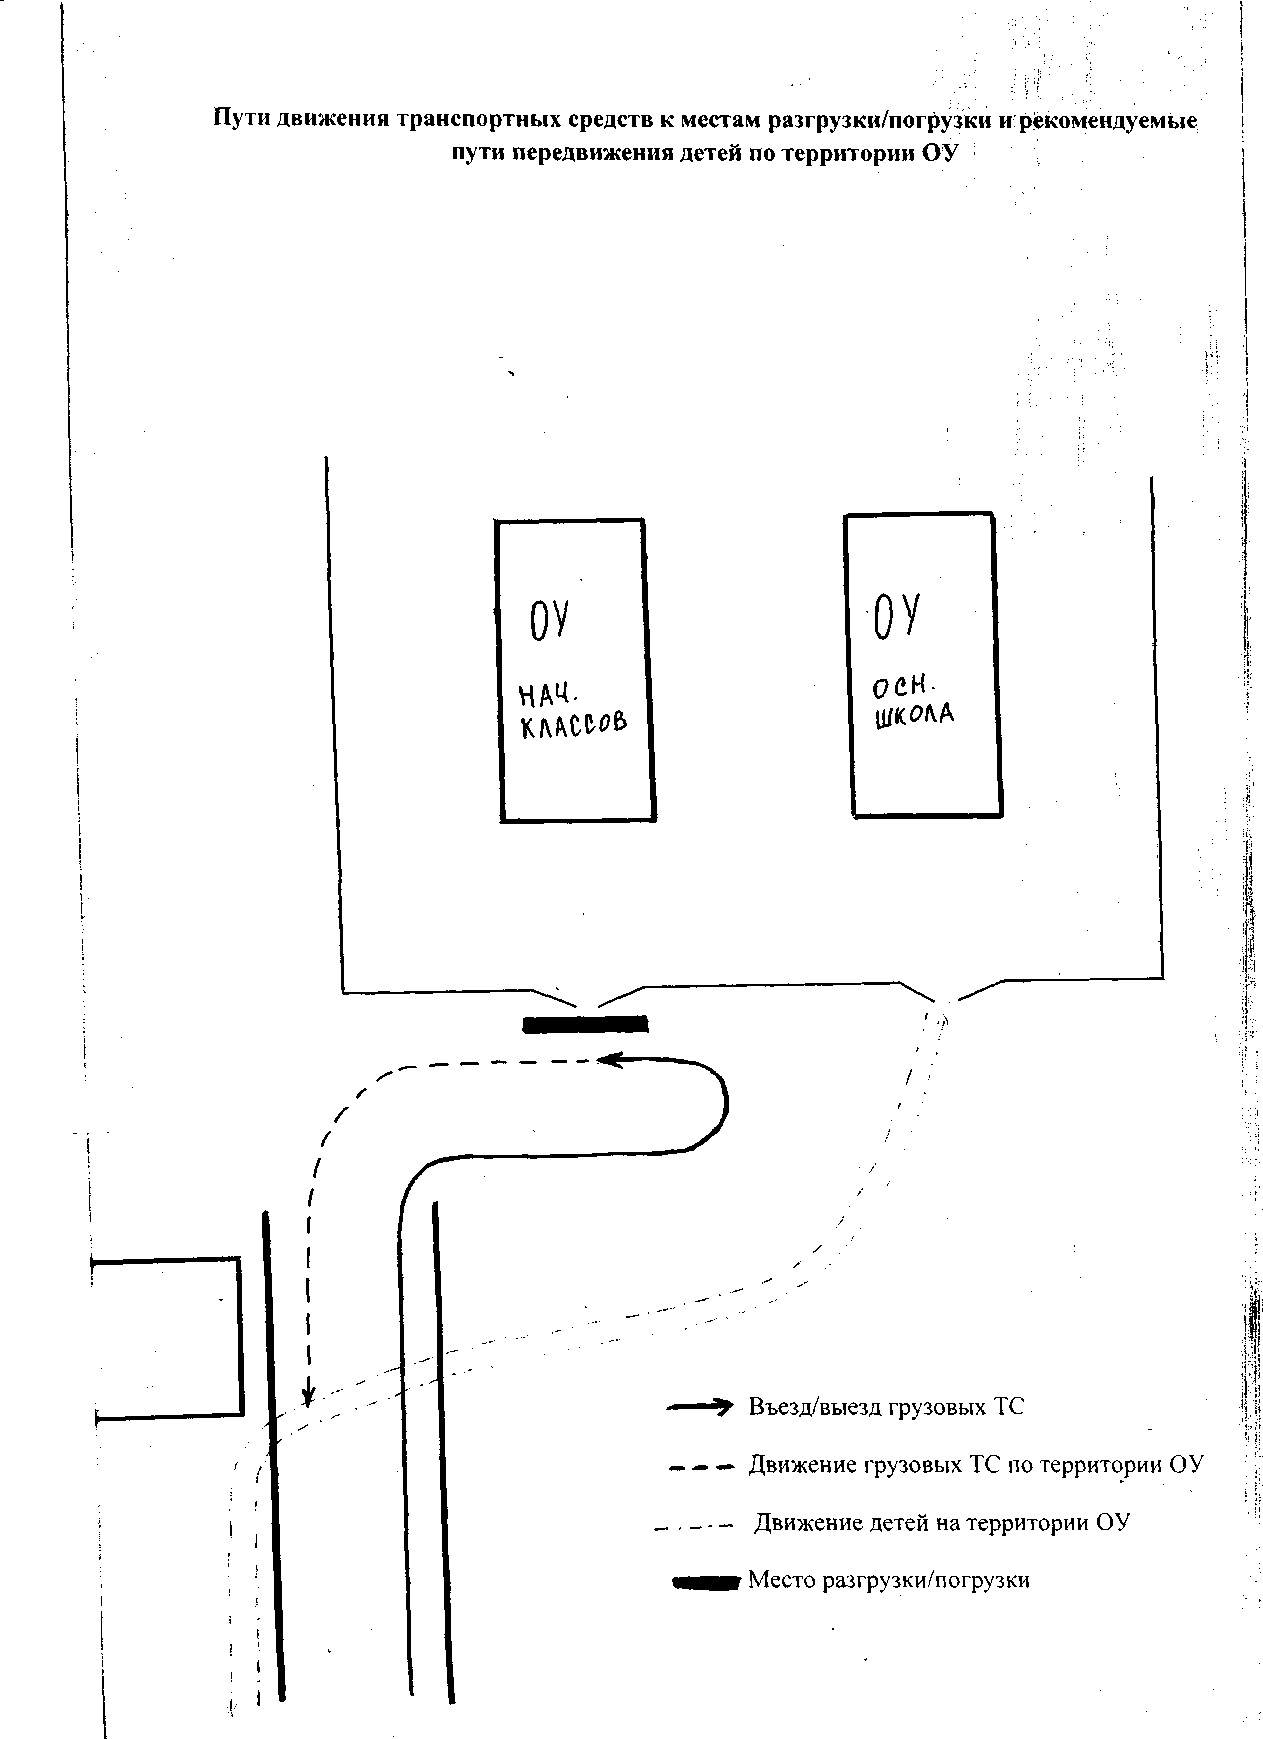 Пути движения транспортных средств к местам разгрузки/погрузки и рекомендуемые
пути передвижения детей по территории ОУ
ОУ
НАЧ.
КЛАССОВ
ОУ
ОСН.
ШКОЛА
Въезд/выезд грузовых ТС
Движение грузовых ТС по территории ОУ
Движение детей на территории ОУ
Место разгрузки/погрузки